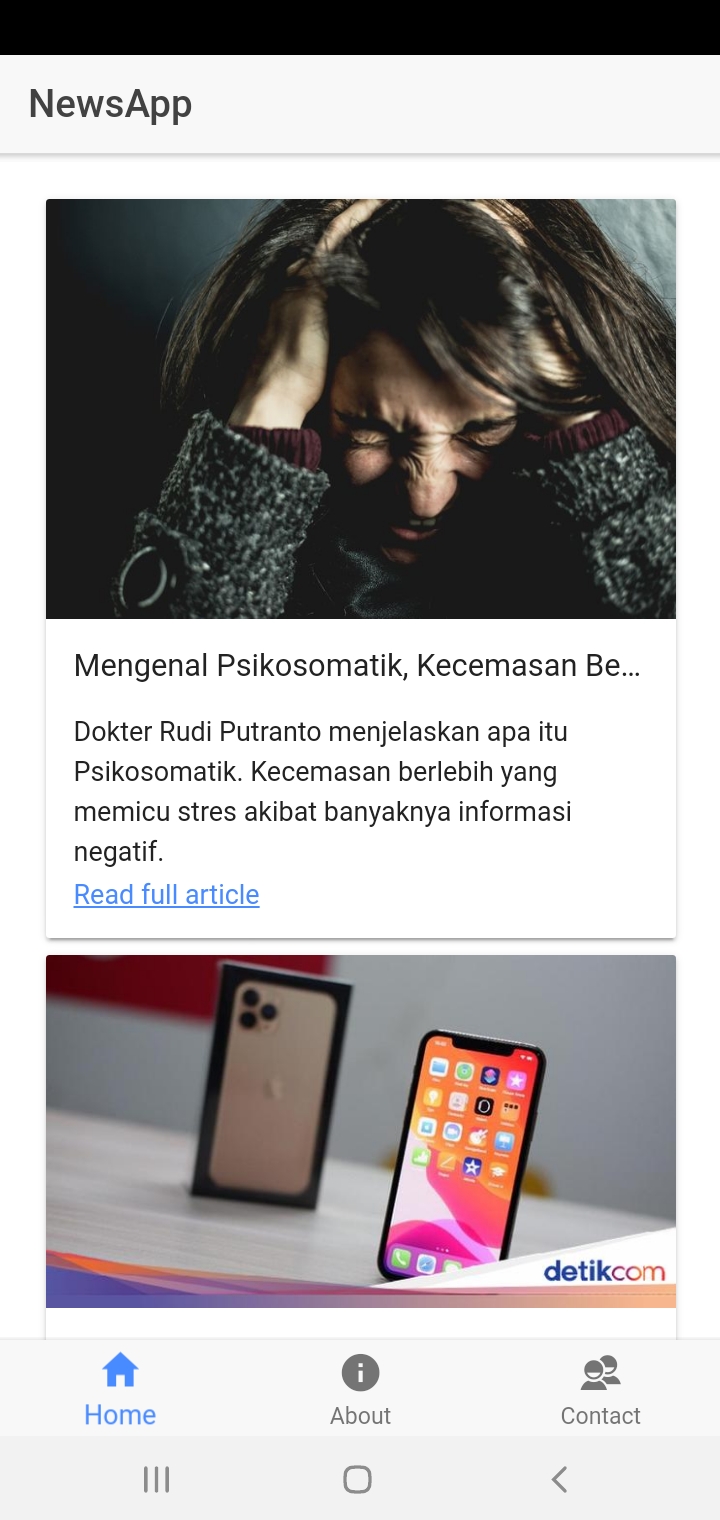 NewsApp
Mengenal Psikosomatik, Kecemasan Be...
Dokter Rudi Putranto menjelaskan apa itu
Psikosomatik. Kecemasan berlebih yang
memicu stres akibat banyaknya informasi
negatif.
Read full article
detikcom
Home
About
Contact